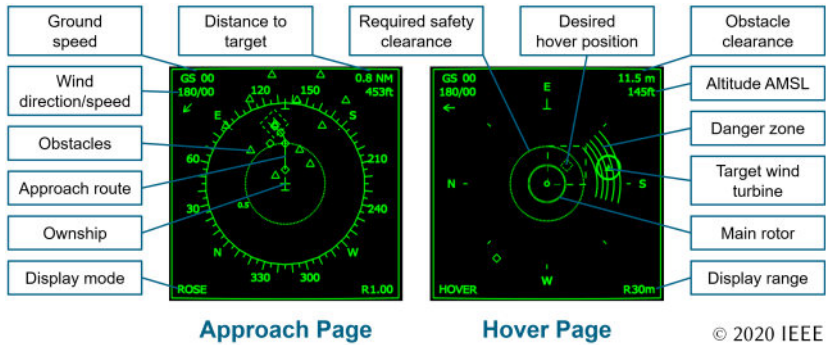 Ground
speed
Distance to
target
Required safety
clearance
Desired
hover position
Obstacle
clearance
Wind
direction/speed
Altitude AMSL
Obstacles
Danger zone
Approach route
Target wind
turbine
Ownship
Main rotor
Display mode
Display range
GS 00
180/00
0.8 NM
453ft
120
150
E
S
60
210
30
240
0.5
N
W
330
300
ROSE
R1.00
GS 00
180/00
11.5 m
145ft
E
N
S
W
HOVER
R30m
Approach Page
Hover Page
© 2020 IEEE